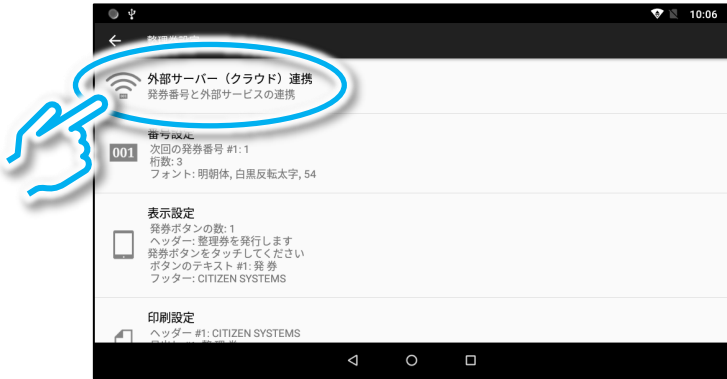 10:06
整理券設定
外部サーバー（クラウド）連携
発券番号と外部サービスの連携
001
番号設定
次回の発券番号 #1: 1
桁数: 3
フォント: 明朝体, 白黒反転太字, 54
表示設定
発券ボタンの数: 1
ヘッダー: 整理券を発行します
発券ボタンをタッチしてください
ボタンのテキスト #1: 発 券
フッター: CITIZEN SYSTEMS
印刷設定
ヘッダー #1: CITIZEN SYSTEMS